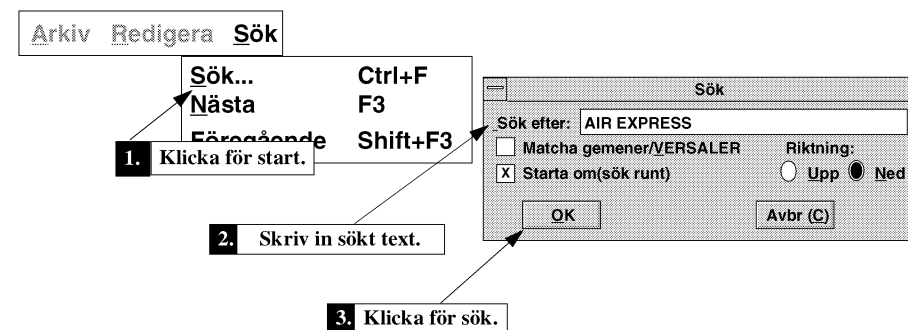 Arkiv Redigera Sök
Sök... Ctrl+F
Nästa F3
Föregående Shift+F3
1. Klicka för start.
Sök
Sök efter: AIR EXPRESS
Matcha gemener/VERSALER Riktning:
X Starta om(sök runt) Upp Ned
OK Avbr (C)
2. Skriv in sökt text.
3. Klicka för sök.